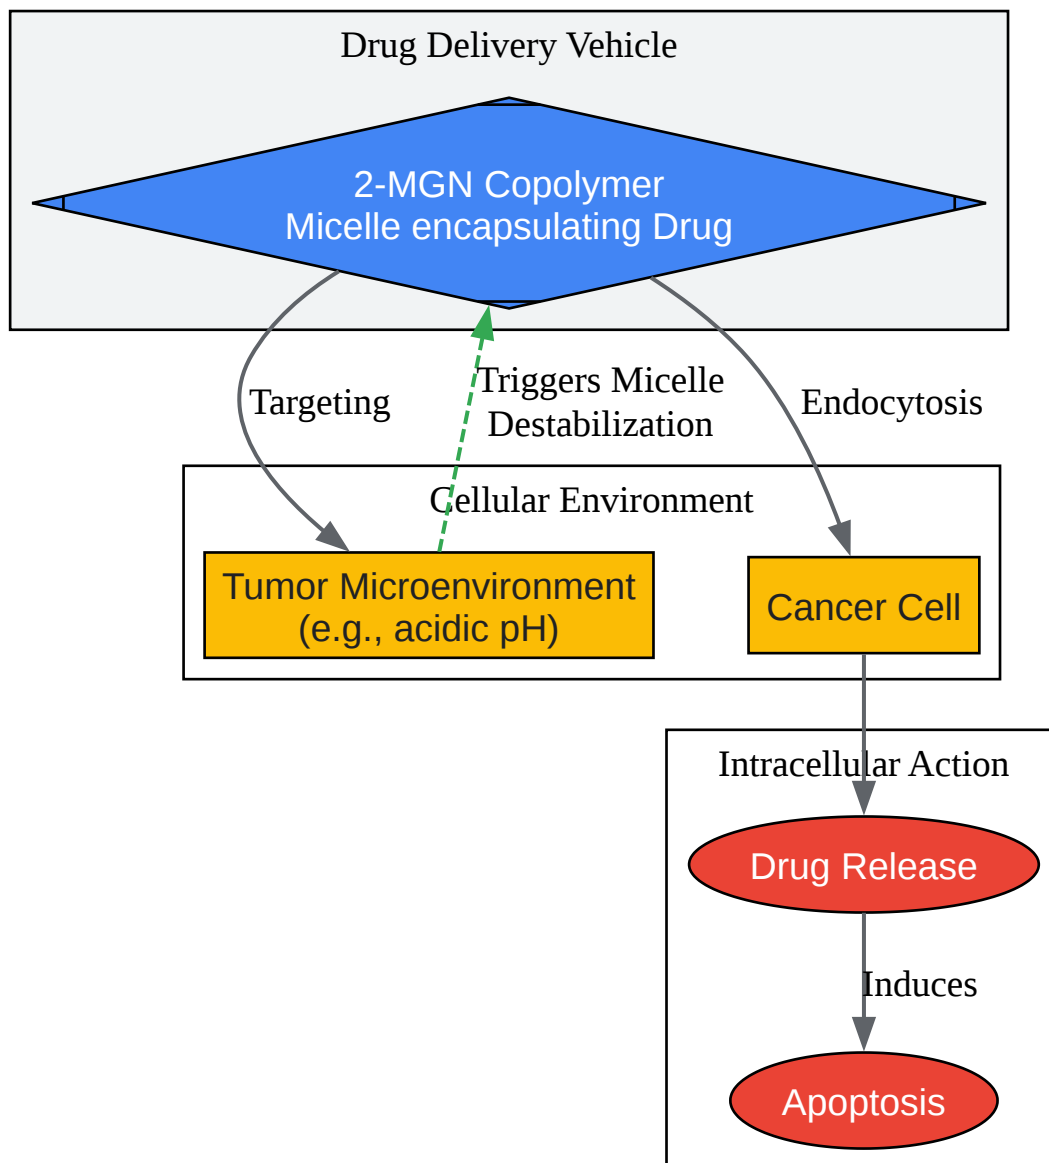 Drug Delivery Vehicle
2-MGN Copolymer
Micelle encapsulating Drug
Targeting
Triggers Micelle
Destabilization
Endocytosis
Cellular Environment
Tumor Microenvironment
(e.g., acidic pH)
Cancer Cell
Intracellular Action
Drug Release
Induces
Apoptosis